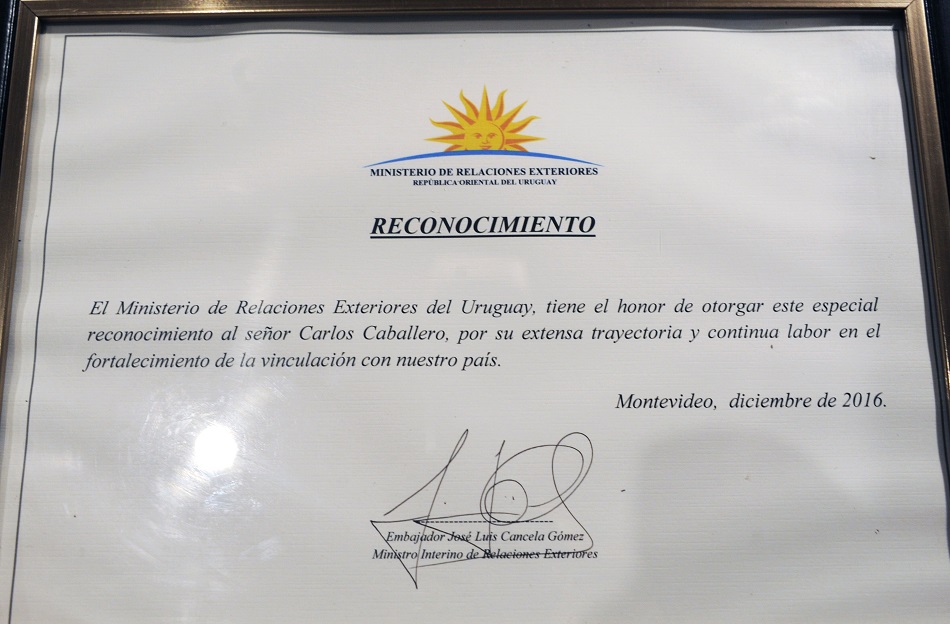 MINISTERIO DE RELACIONES EXTERIORES
REPÚBLICA ORIENTAL DEL URUGUAY
RECONOCIMIENTO
El Ministerio de Relaciones Exteriores del Uruguay, tiene el honor de otorgar este especial
reconocimiento al señor Carlos Caballero, por su extensa trayectoria y continua labor en el
fortalecimiento de la vinculación con nuestro país.
Montevideo, diciembre de 2016.
Embajador José Luis Cancela Gómez
Ministro Interino de Relaciones Exteriores